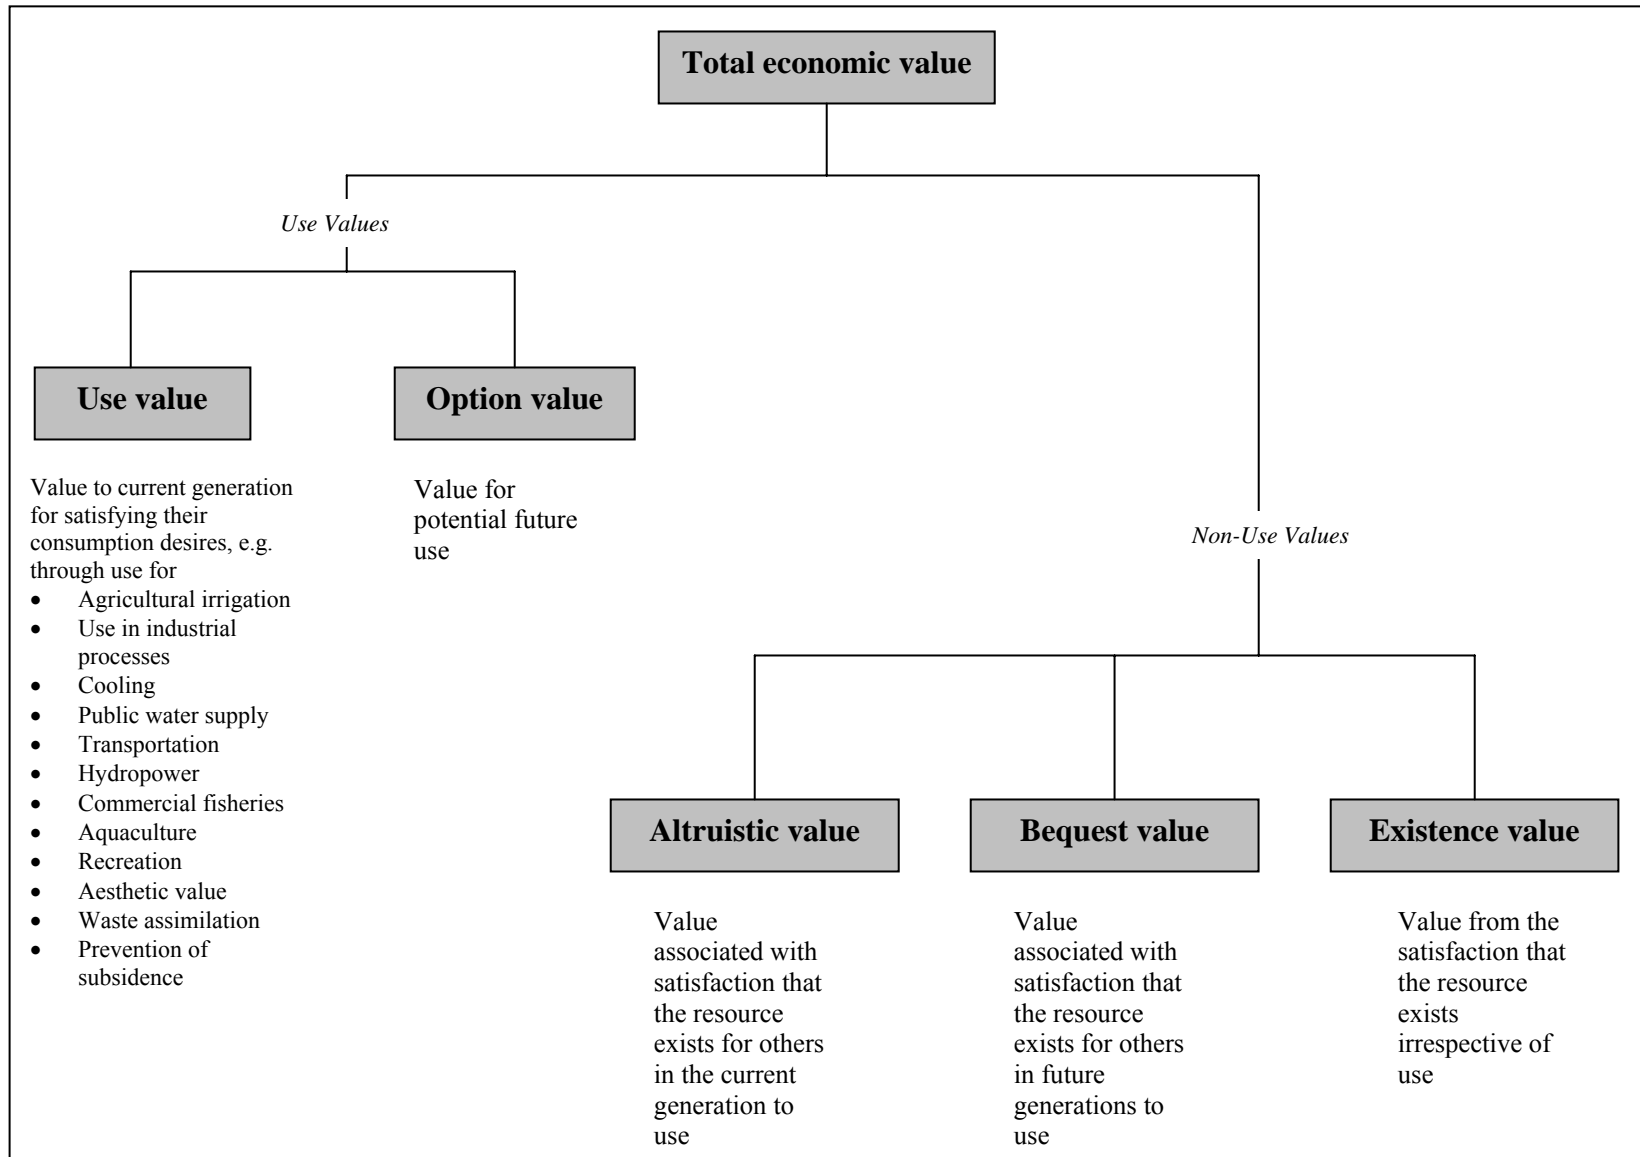 Total economic value
Use Values
Use value
Option value
Value to current generation
for satisfying their
consumption desires, e.g.
through use for
• Agricultural irrigation
• Use in industrial
processes
• Cooling
• Public water supply
• Transportation
• Hydropower
• Commercial fisheries
• Aquaculture
• Recreation
• Aesthetic value
• Waste assimilation
• Prevention of
subsidence
Value for
potential future
use
Non-Use Values
Altruistic value
Bequest value
Existence value
Value
associated with
satisfaction that
the resource
exists for others
in the current
generation to
use
Value
associated with
satisfaction that
the resource
exists for others
in future
generations to
use
Value from the
satisfaction that
the resource
exists
irrespective of
use